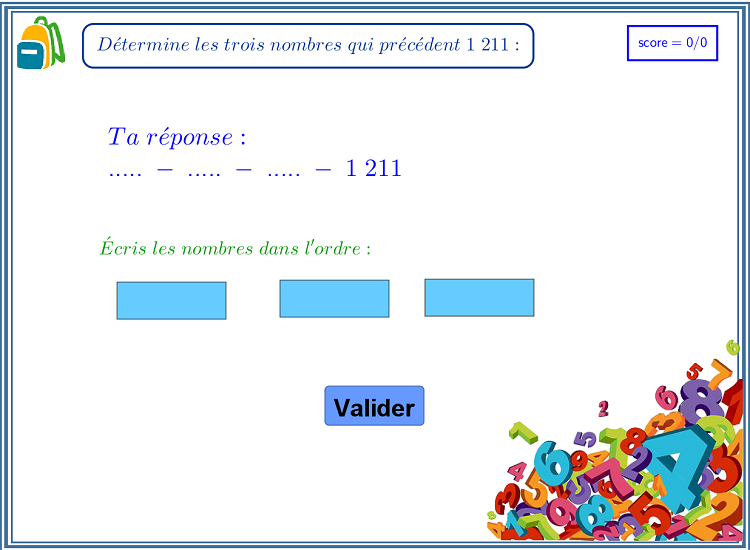 Détermine les trois nombres qui précédent 1 211 :
score = 0/0
Ta réponse :
..... − ..... − ..... − 1 211
Écris les nombres dans l'ordre :
Valider